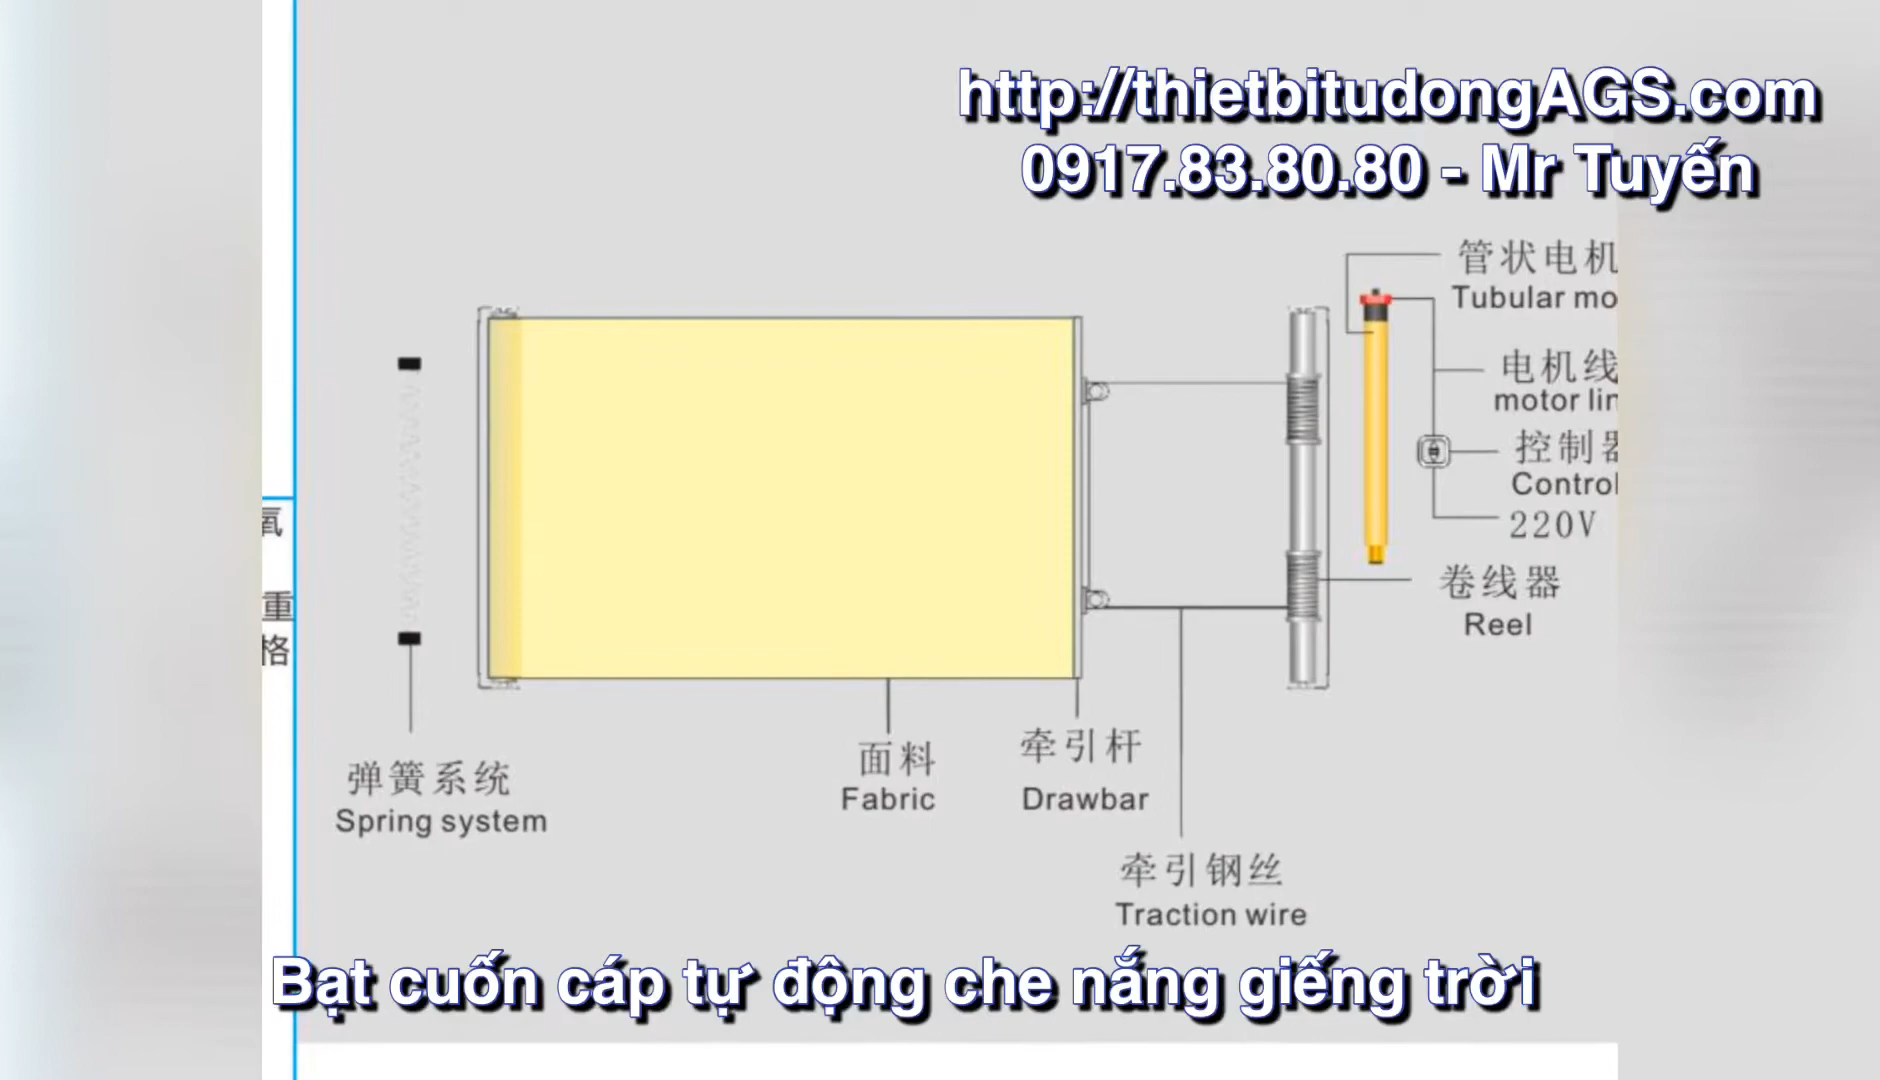 http://thietbitudongAGS.com
0917.83.80.80 - Mr Tuyến
管状电机
Tubular mo
电机线
motor lin
控制器
Control
220V
卷线器
Reel
氧
重
格
面料
Fabric
牵引杆
Drawbar
弹簧系统
Spring system
牵引钢丝
Traction wire
Bạt cuốn cáp tự động che nắng giếng trời